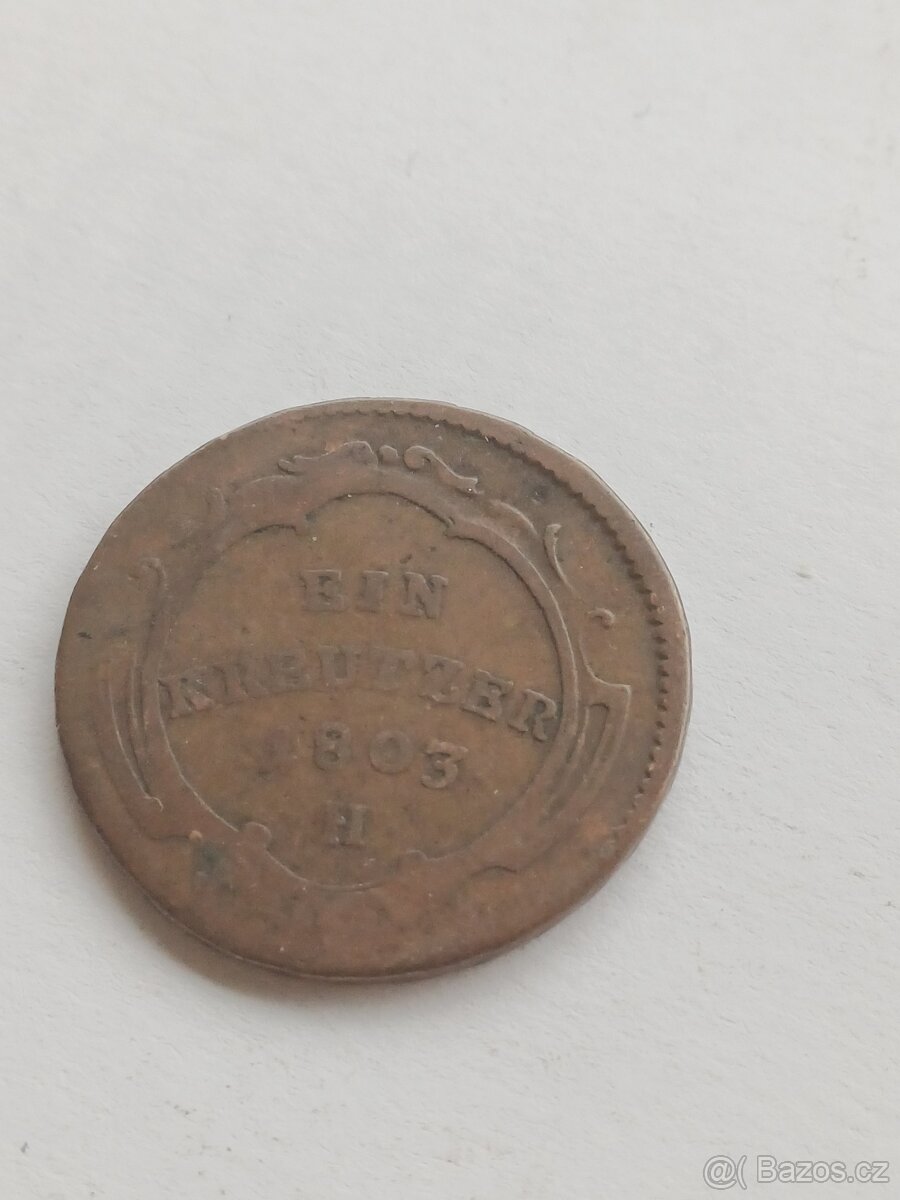 EIN
KREUTZER
1803
H
@( Bazos.cz